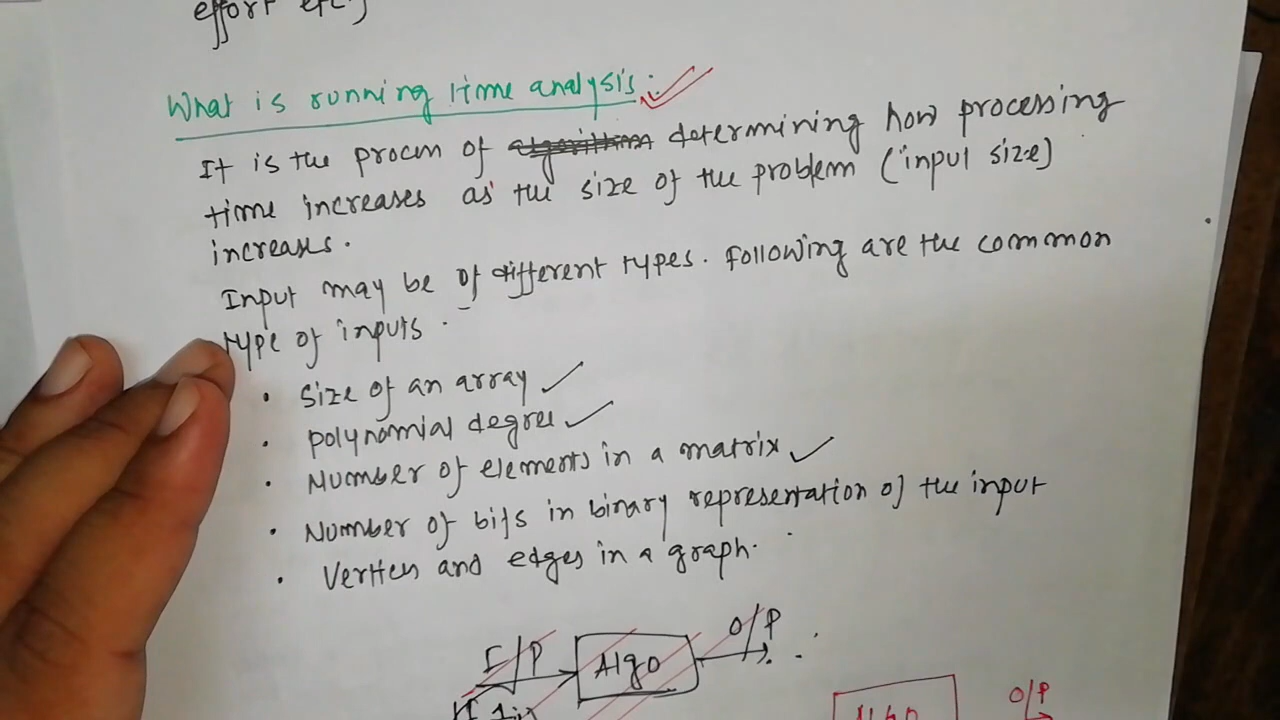 effort etc)
What is running time analysis:
It is the process of algorithm determining how processing
time increases as the size of the problem (input size)
increases.
Input may be of different types. Following are the common
type of inputs.
• Size of an array
• polynomial degree
• Number of elements in a matrix
• Number of bits in binary representation of the input
• Vertices and edges in a graph.
I/P Algo O/P
Algo O/P